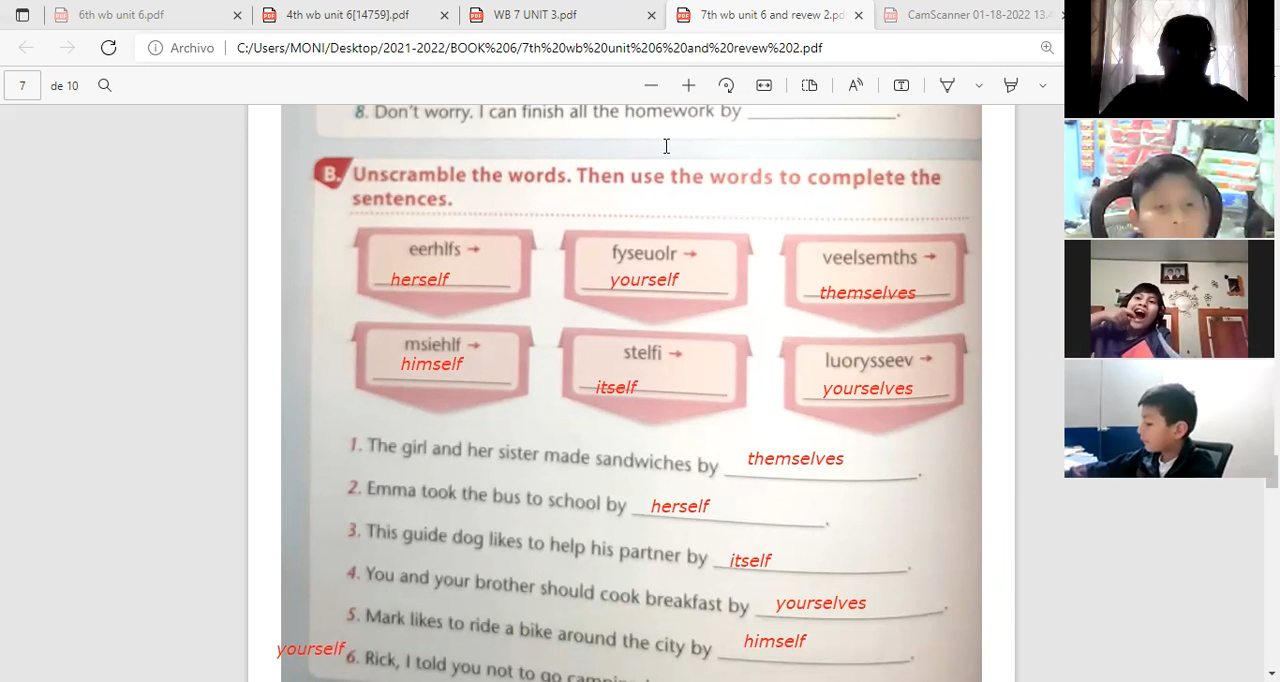 6th wb unit 6.pdf
4th wb unit 6[14759].pdf
WB 7 UNIT 3.pdf
7th wb unit 6 and revew 2.pd
CamScanner 01-18-2022 13.
Archivo
C:/Users/MONI/Desktop/2021-2022/BOOK%206/7th%20wb%20unit%206%20and%20revew%202.pdf
7 de 10
8. Don't worry. I can finish all the homework by ____.
B. Unscramble the words. Then use the words to complete the
sentences.
eerhlfs →
herself
fyseuolr →
yourself
veelsemths →
themselves
msiehlf →
himself
stelfi →
itself
luorysseev →
yourselves
1. The girl and her sister made sandwiches by themselves.
2. Emma took the bus to school by herself.
3. This guide dog likes to help his partner by itself.
4. You and your brother should cook breakfast by yourselves.
5. Mark likes to ride a bike around the city by himself.
yourself
6. Rick, I told you not to go